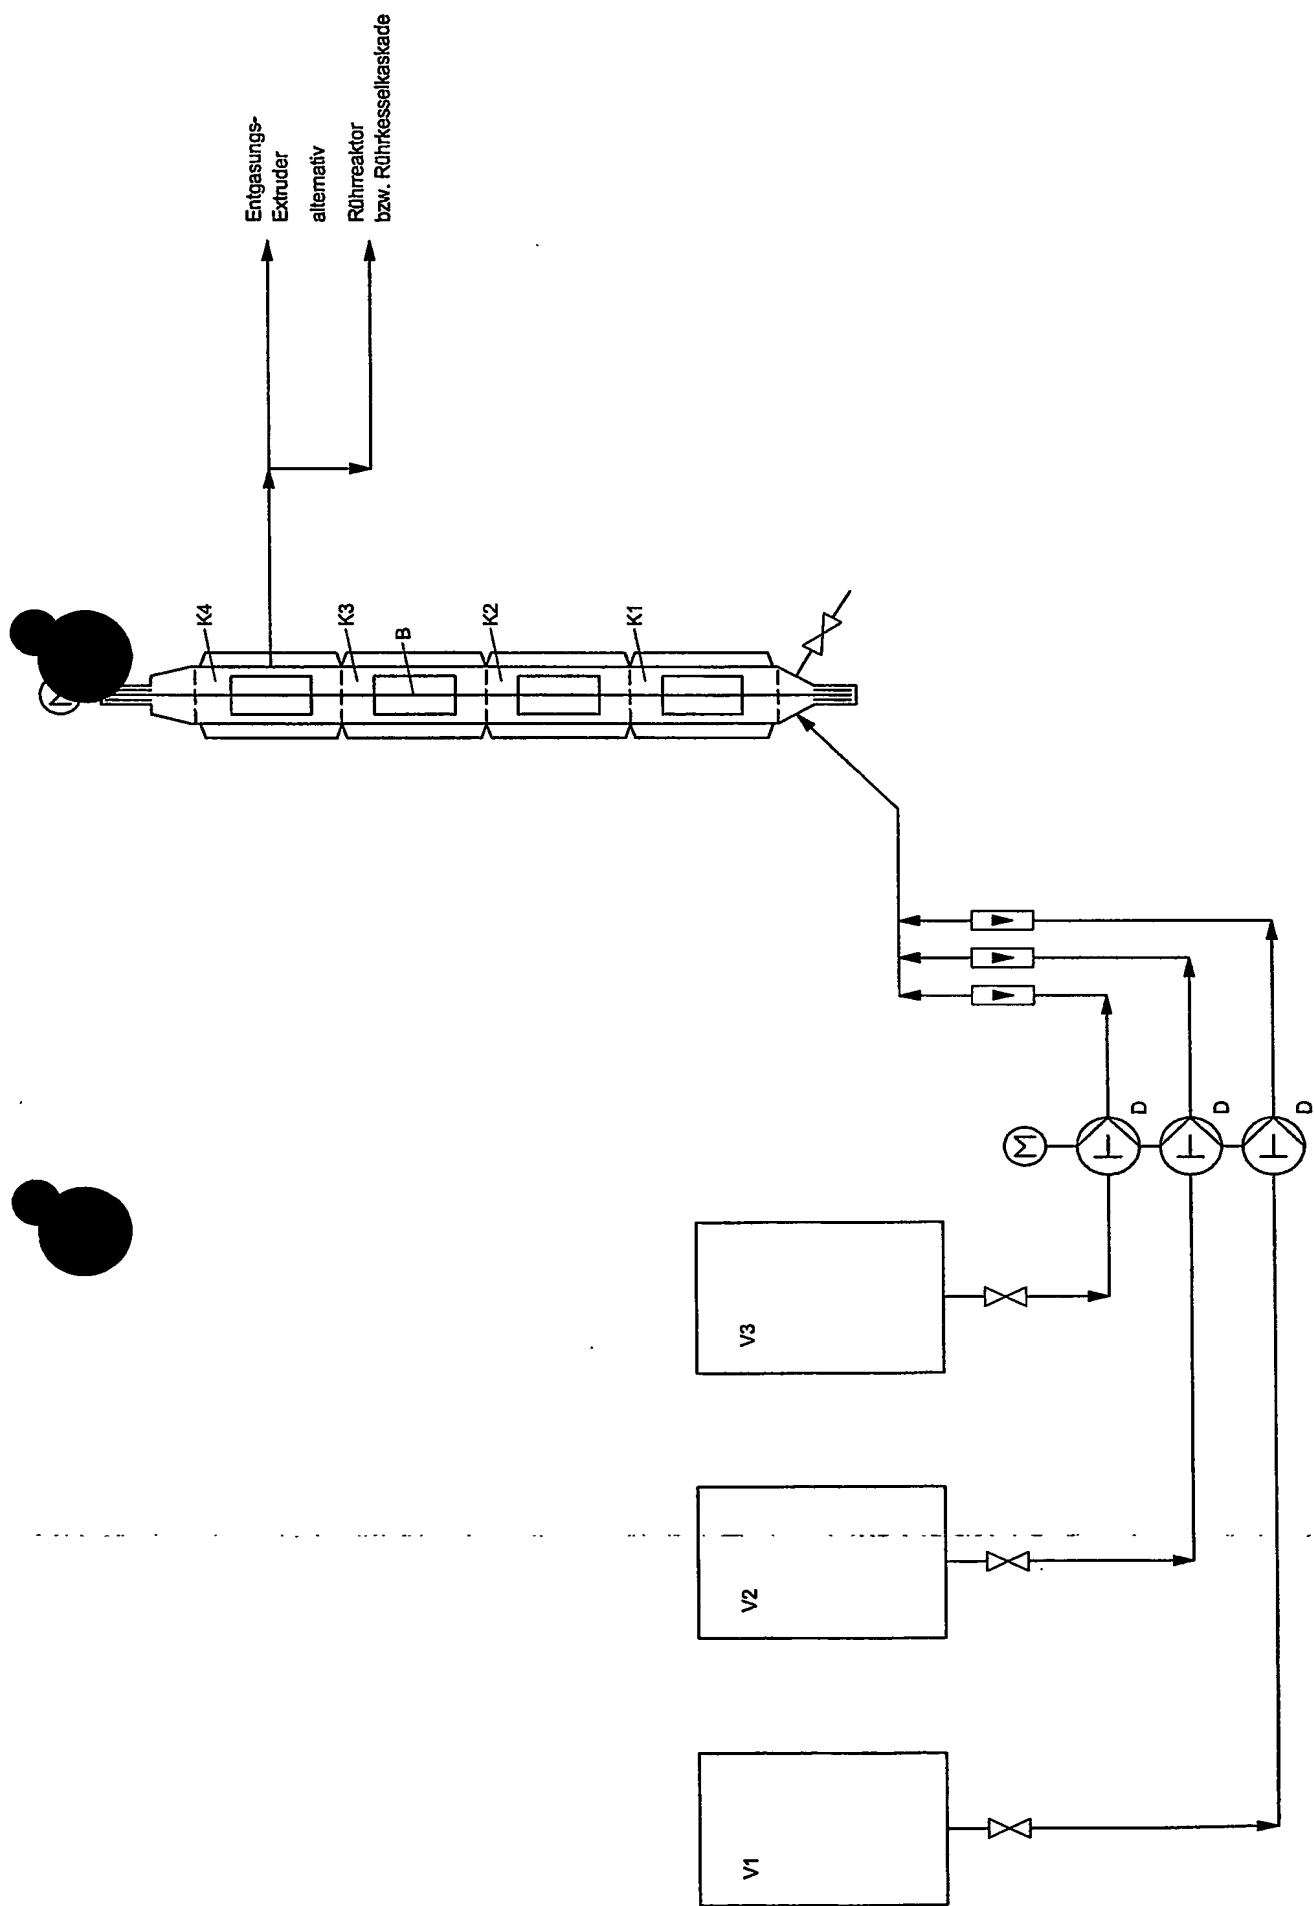 Entgasungs-
Extruder
alternativ
Rührreaktor
bzw. Rührkesselkaskade
K4
K3
B
K2
K1
M
D
D
D
V3
V2
V1